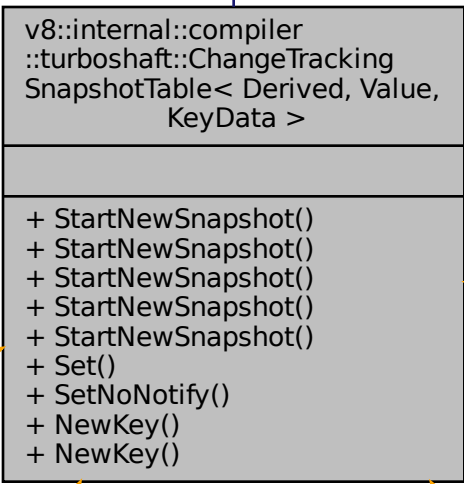 v8::internal::compiler
::turboshaft::ChangeTracking
SnapshotTable< Derived, Value,
KeyData >
+ StartNewSnapshot()
+ StartNewSnapshot()
+ StartNewSnapshot()
+ StartNewSnapshot()
+ StartNewSnapshot()
+ Set()
+ SetNoNotify()
+ NewKey()
+ NewKey()